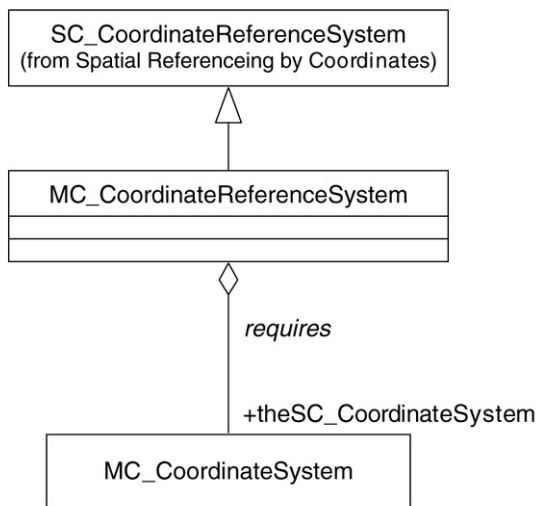 SC_CoordinateReferenceSystem
(from Spatial Referenceing by Coordinates)
MC_CoordinateReferenceSystem
requires
+theSC_CoordinateSystem
MC_CoordinateSystem